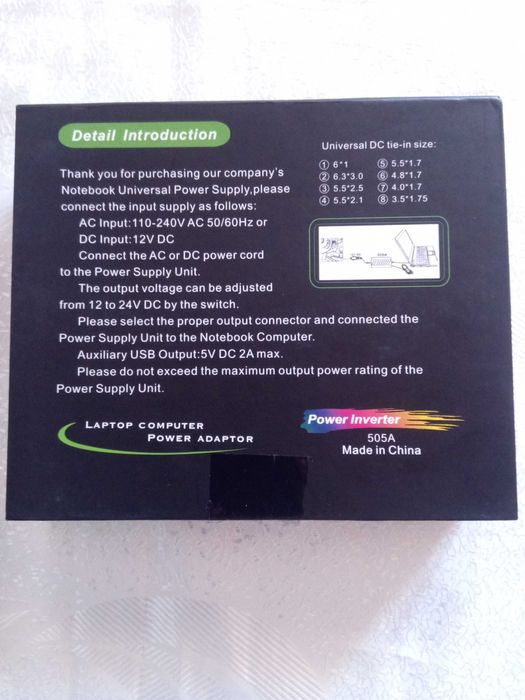 Detail Introduction
Thank you for purchasing our company's
Notebook Universal Power Supply,please
connect the input supply as follows:
AC Input:110-240V AC 50/60Hz or
DC Input:12V DC
Connect the AC or DC power cord
to the Power Supply Unit.
The output voltage can be adjusted
from 12 to 24V DC by the switch.
Please select the proper output connector and connected the
Power Supply Unit to the Notebook Computer.
Auxiliary USB Output:5V DC 2A max.
Please do not exceed the maximum output power rating of the
Power Supply Unit.
Universal DC tie-in size:
① 6*1 ⑤ 5.5*1.7
② 6.3*3.0 ⑥ 4.8*1.7
③ 5.5*2.5 ⑦ 4.0*1.7
④ 5.5*2.1 ⑧ 3.5*1.75
LAPTOP COMPUTER
POWER ADAPTOR
Power Inverter
505A
Made in China